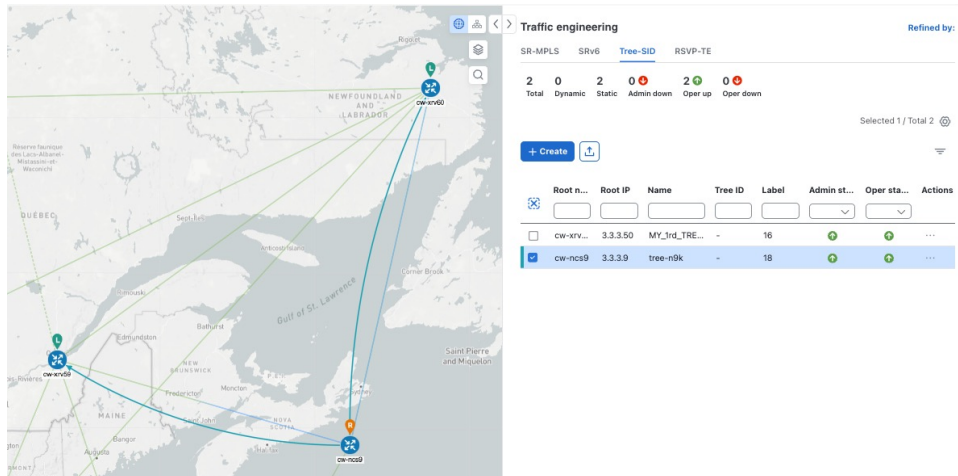 Traffic engineering
Refined by:
SR-MPLS SRv6 Tree-SID RSVP-TE
2 0 2 0 2 0
Total Dynamic Static Admin down Oper up Oper down
Selected 1 / Total 2
+ Create
Root n... Root IP Name Tree ID Label Admin st... Oper sta... Actions
cw-xrv... 3.3.3.50 MY_1rd_TRE... - 16 ...
cw-ncs9 3.3.3.9 tree-n9k - 18 ...
Rigolet
L
NEWFOUNDLAND
AND
LABRADOR
cw-xrv60
Réserve faunique
des Lacs-Albanel-
Mistassini-et-
Waconichi
QUÉBEC
Sept-Îles
Anticosti Island
Corner Brook
Gulf of St. Lawrence
Rimouski
Bathurst
Edmundston
Saint Pierre
and Miquelon
L
cw-xrv59
NEW
BRUNSWICK
Moncton
Fredericton
Sydney
MAINE
Saint John
NOVA
SCOTIA
R
Bangor
Halifax
Augusta
cw-ncs9